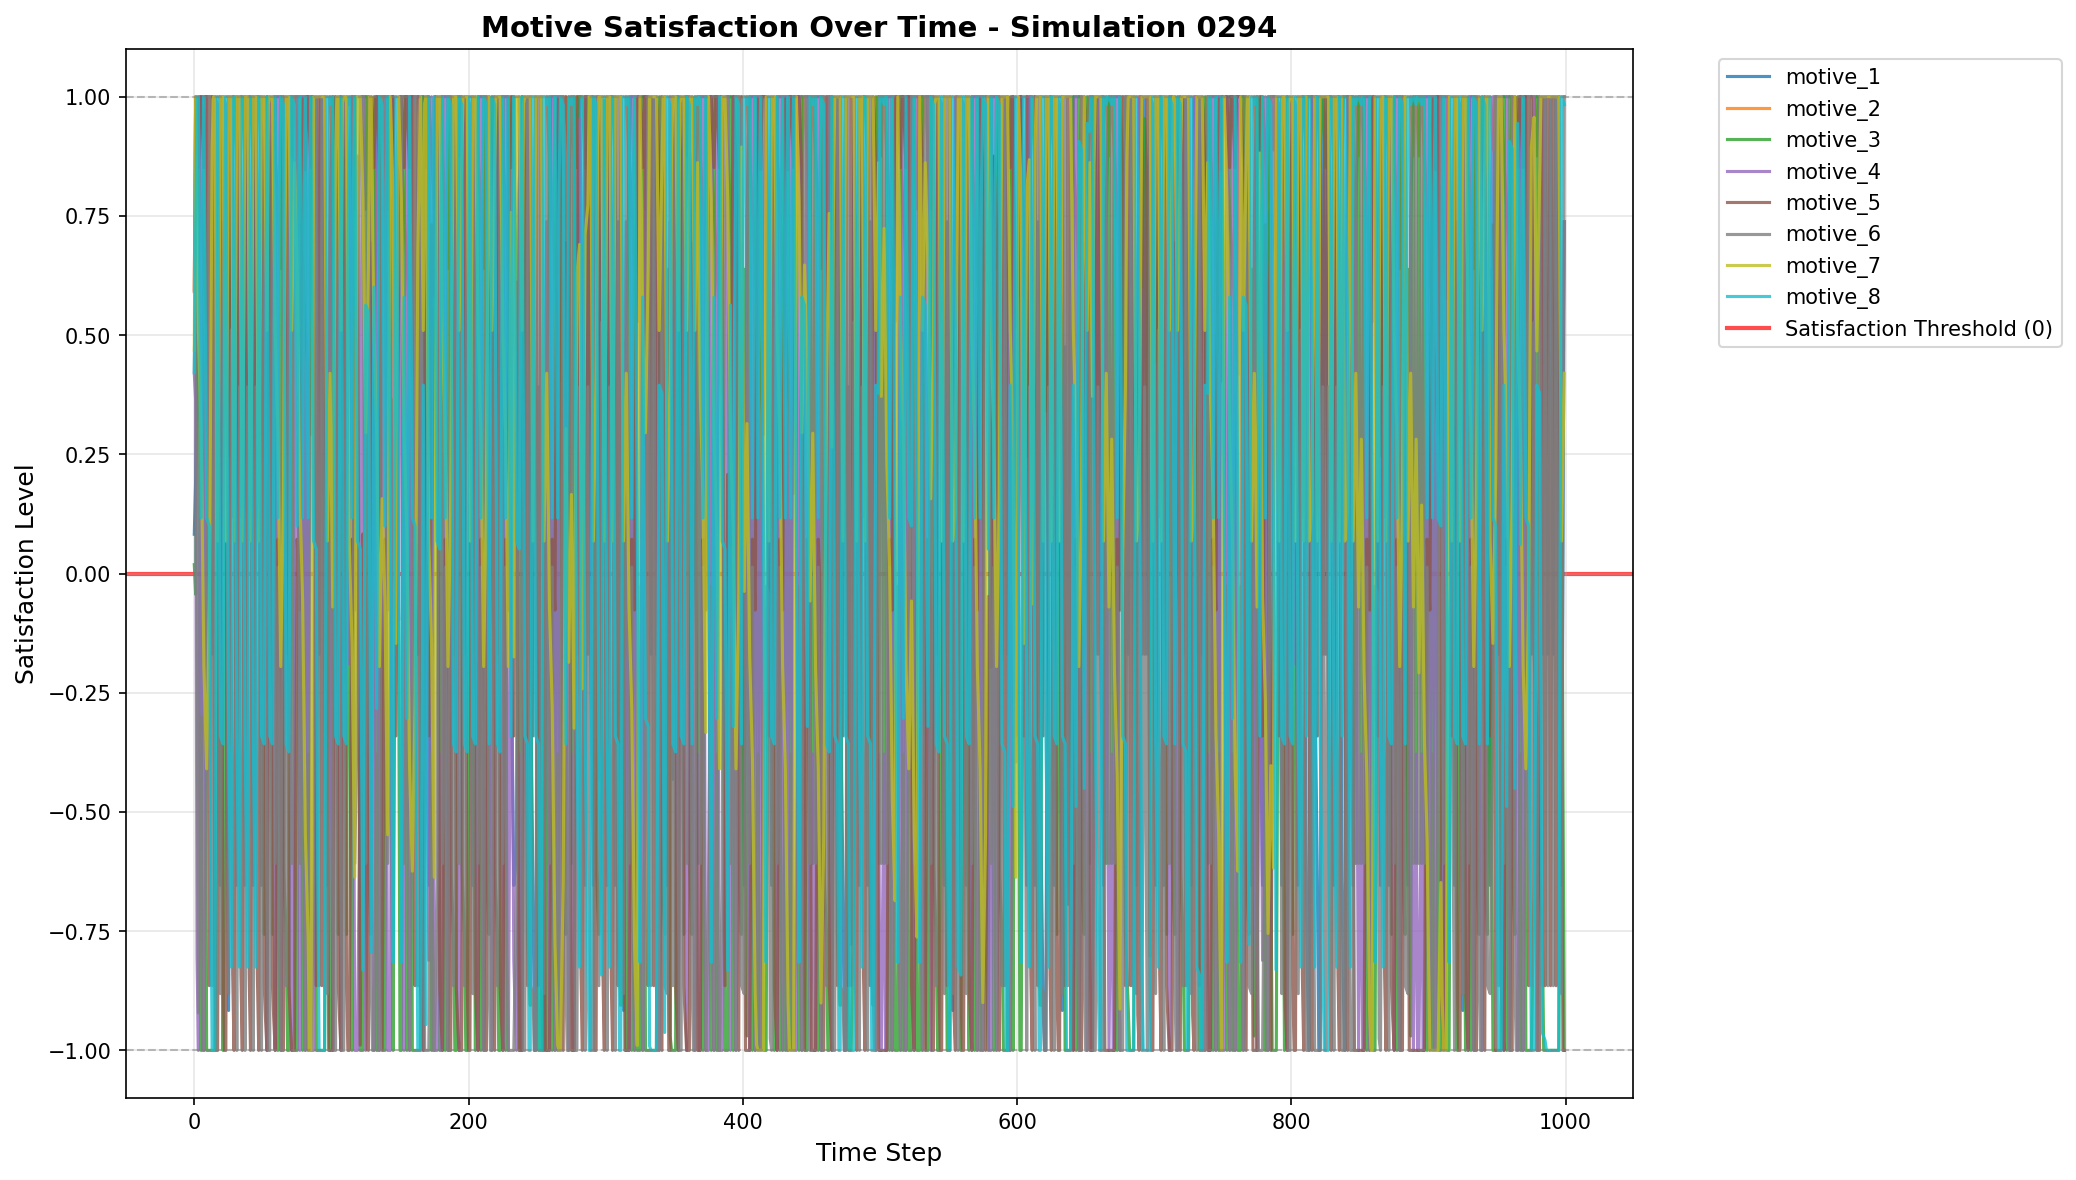 Motive Satisfaction Over Time - Simulation 0294
1.00
0.75
0.50
0.25
0.00
−0.25
−0.50
−0.75
−1.00
Satisfaction Level
0
200
400
600
800
1000
Time Step
motive_1
motive_2
motive_3
motive_4
motive_5
motive_6
motive_7
motive_8
Satisfaction Threshold (0)